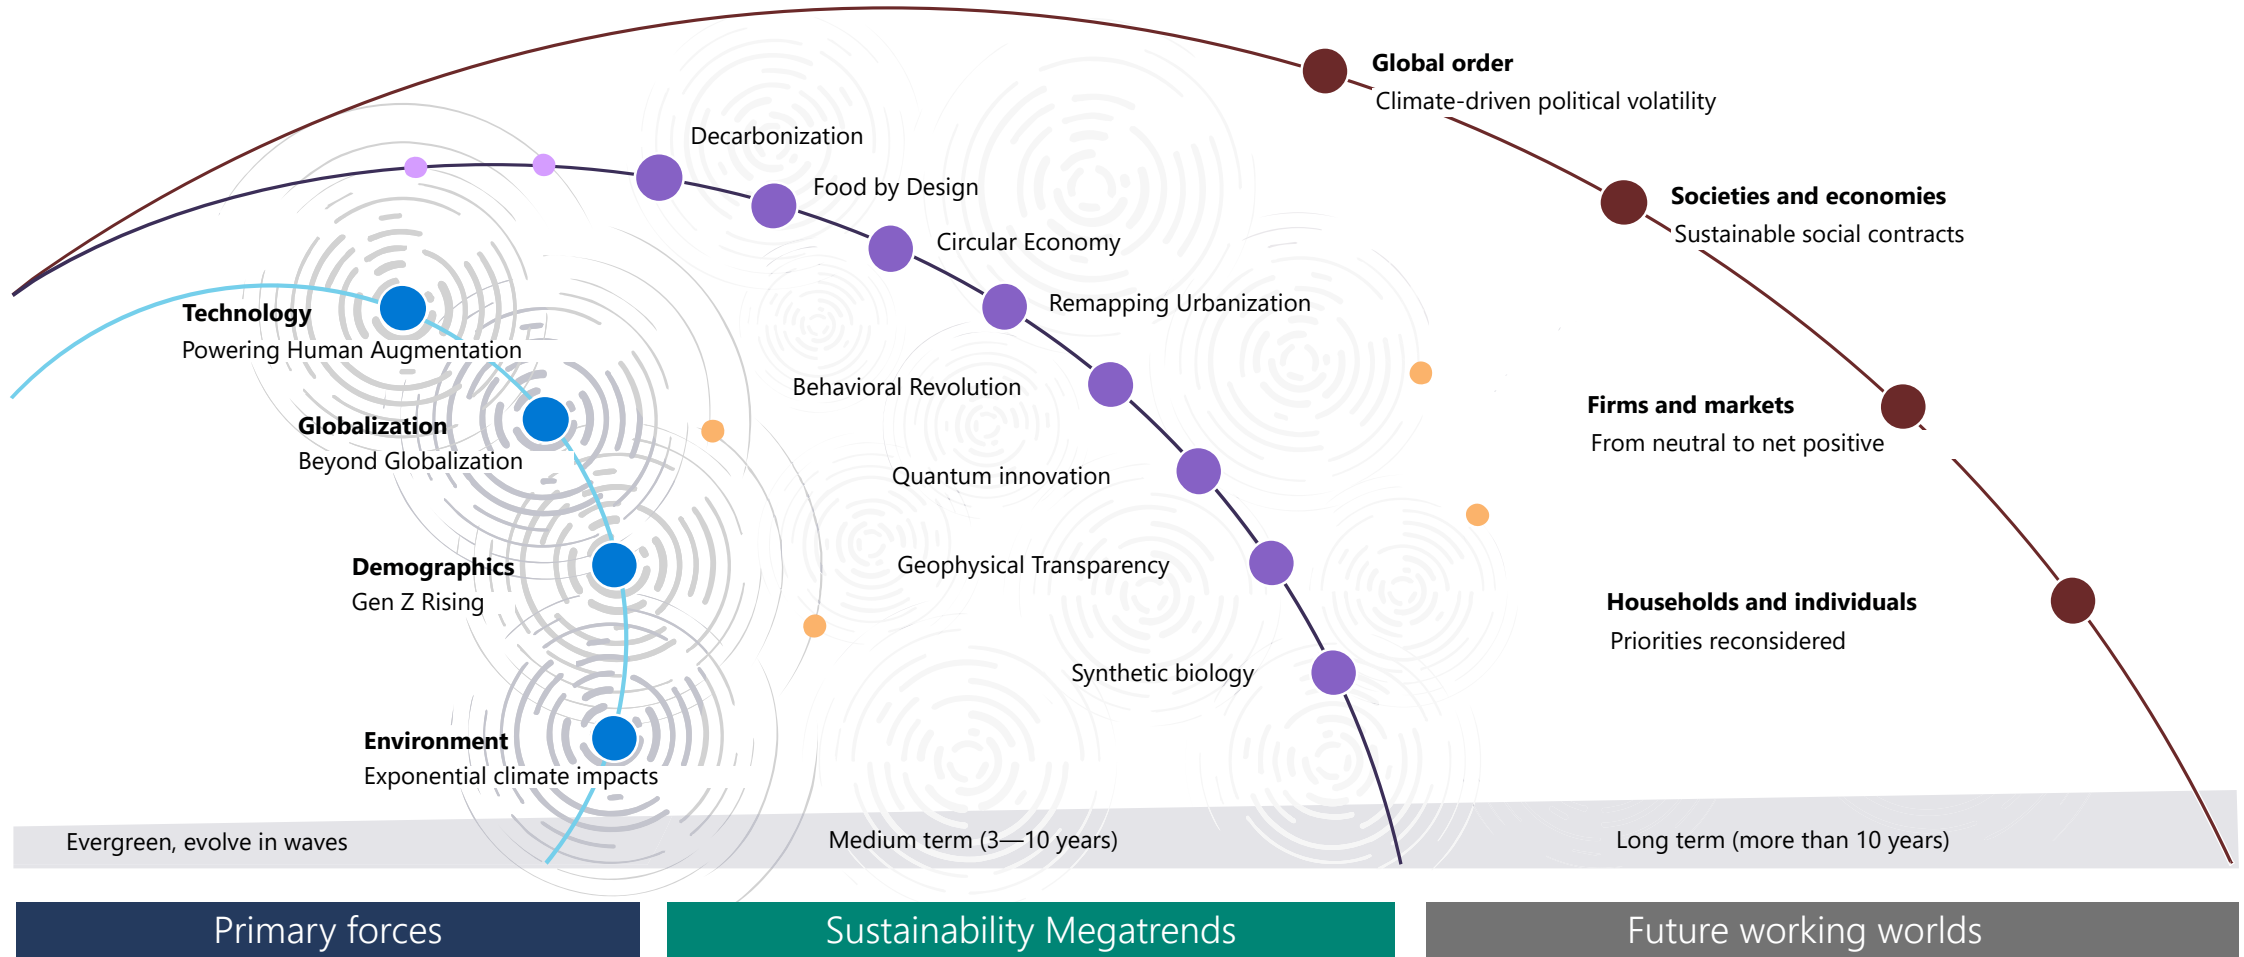 Global order
Climate-driven political volatility
Decarbonization
Food by Design
Societies and economies
Sustainable social contracts
Circular Economy
Remapping Urbanization
Technology
Powering Human Augmentation
Behavioral Revolution
Firms and markets
From neutral to net positive
Globalization
Beyond Globalization
Quantum innovation
Geophysical Transparency
Demographics
Gen Z Rising
Households and individuals
Priorities reconsidered
Synthetic biology
Environment
Exponential climate impacts
Evergreen, evolve in waves
Medium term (3—10 years)
Long term (more than 10 years)
Primary forces
Sustainability Megatrends
Future working worlds